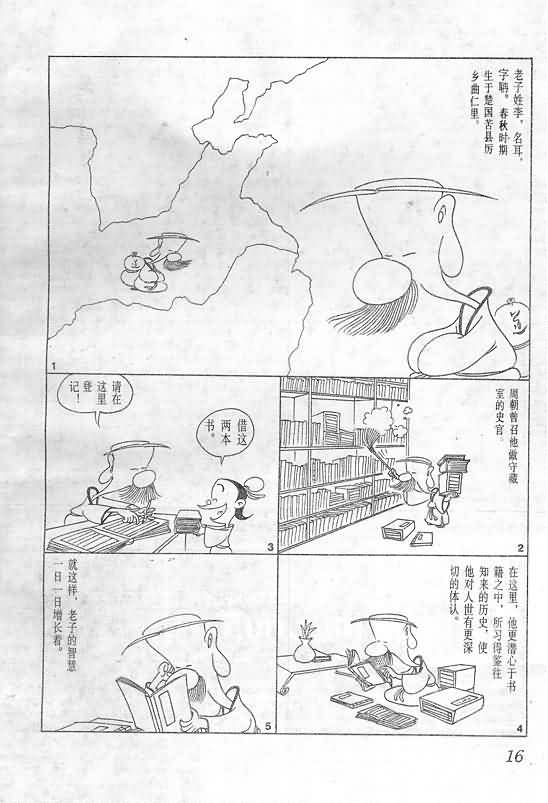 老子姓李，名耳，
字聃。春秋时期
生于楚国苦县厉
乡曲仁里。
道
1
周朝曾召他做守藏
室的史官。
2
借这
两本
书。
请在
这里
登
记！
3
在这里，他更潜心于书
籍之中，所习得鉴往
知来的历史，使
他对人世有更深
切的体认。
4
就这样，老子的智慧
一日一日增长着。
5
16